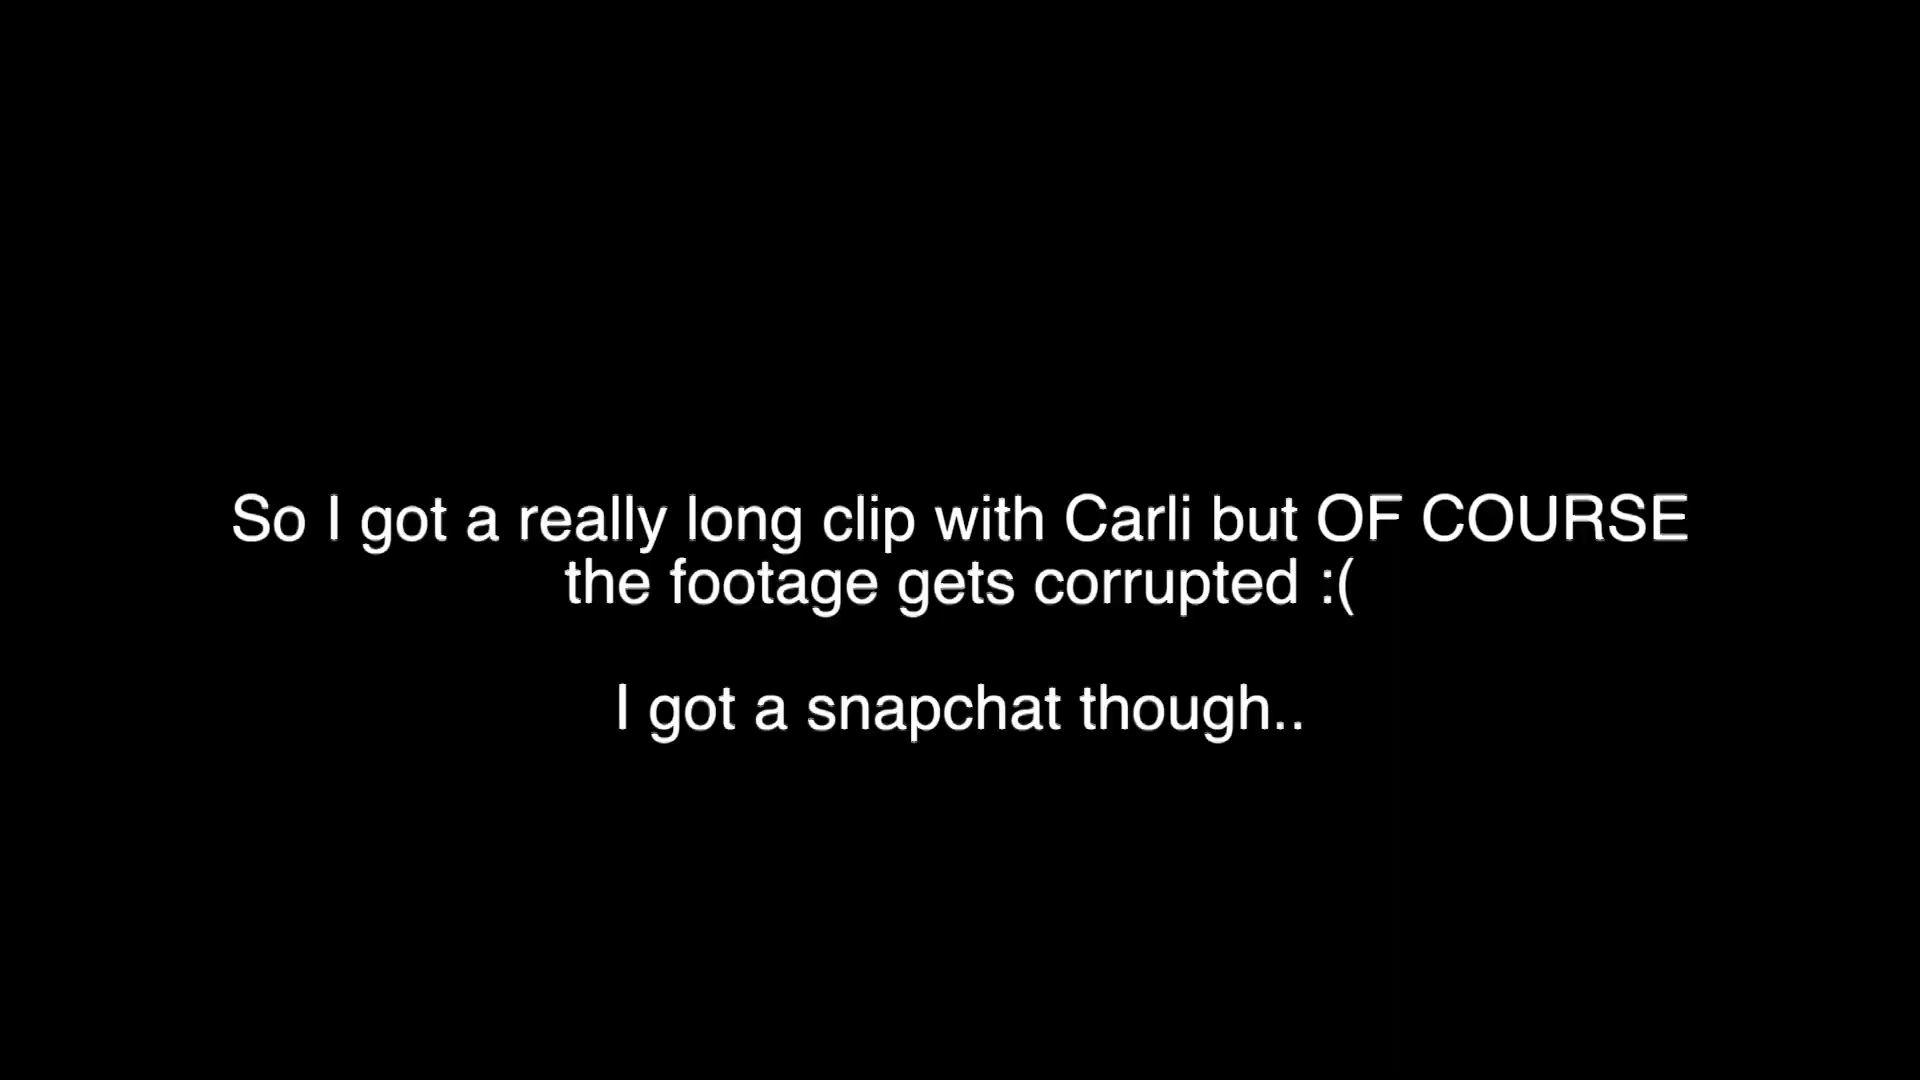 So I got a really long clip with Carli but OF COURSE
the footage gets corrupted :(
I got a snapchat though..